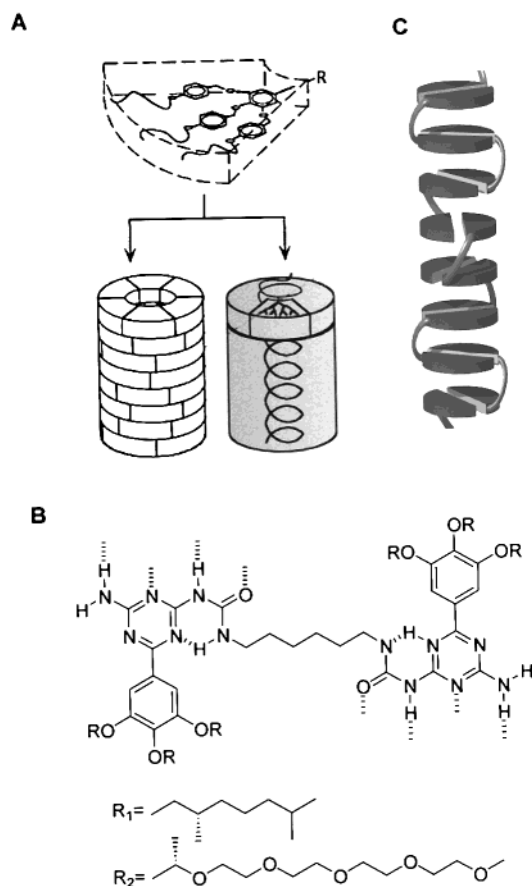 A
C
R
B
OR
RO OR
H H
H N N N O
N N H N N H N N
O N N N H
H H
RO OR
OR
R₁=
R₂= O O O O O